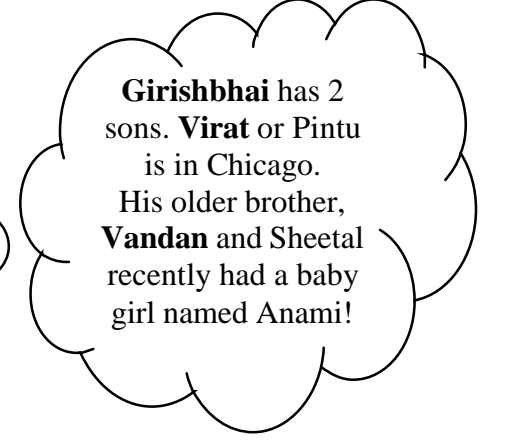 Girishbhai has 2
sons. Virat or Pintu
is in Chicago.
His older brother,
Vandan and Sheetal
recently had a baby
girl named Anami!